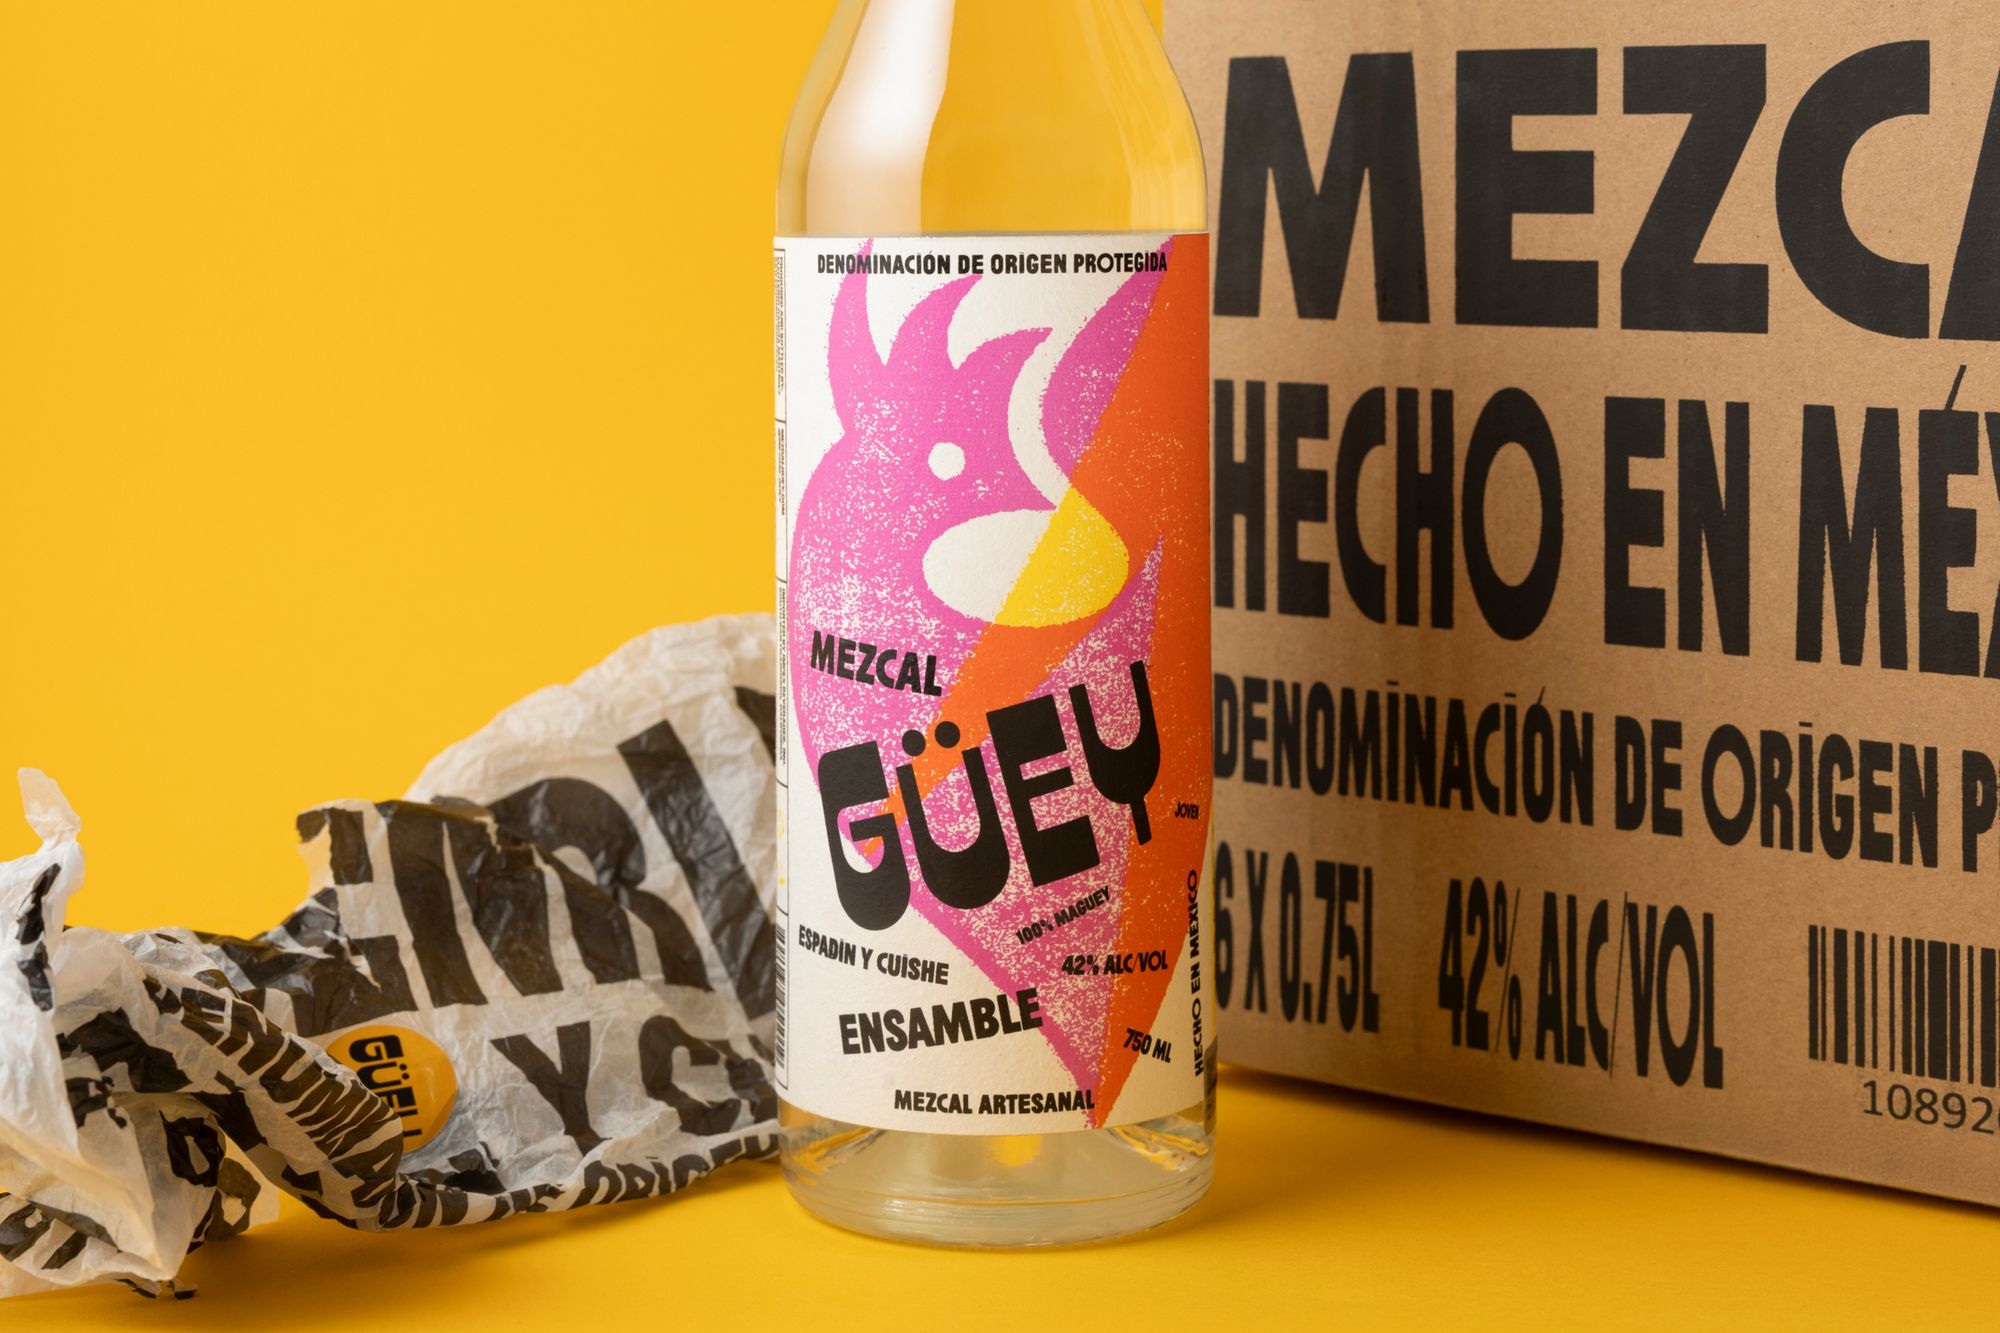 DENOMINACIÓN DE ORIGEN PROTEGIDA
MEZCAL
GÜEY
JOVEN
100% MAGUEY
ESPADÍN Y CUISHE
42% ALC/VOL
ENSAMBLE
750 ML
HECHO EN MÉXICO
MEZCAL ARTESANAL
MEZCA
HECHO EN MÉX
DENOMINACIÓN DE ORIGEN P
6 X 0.75L 42% ALC/VOL
10892
GÜEY